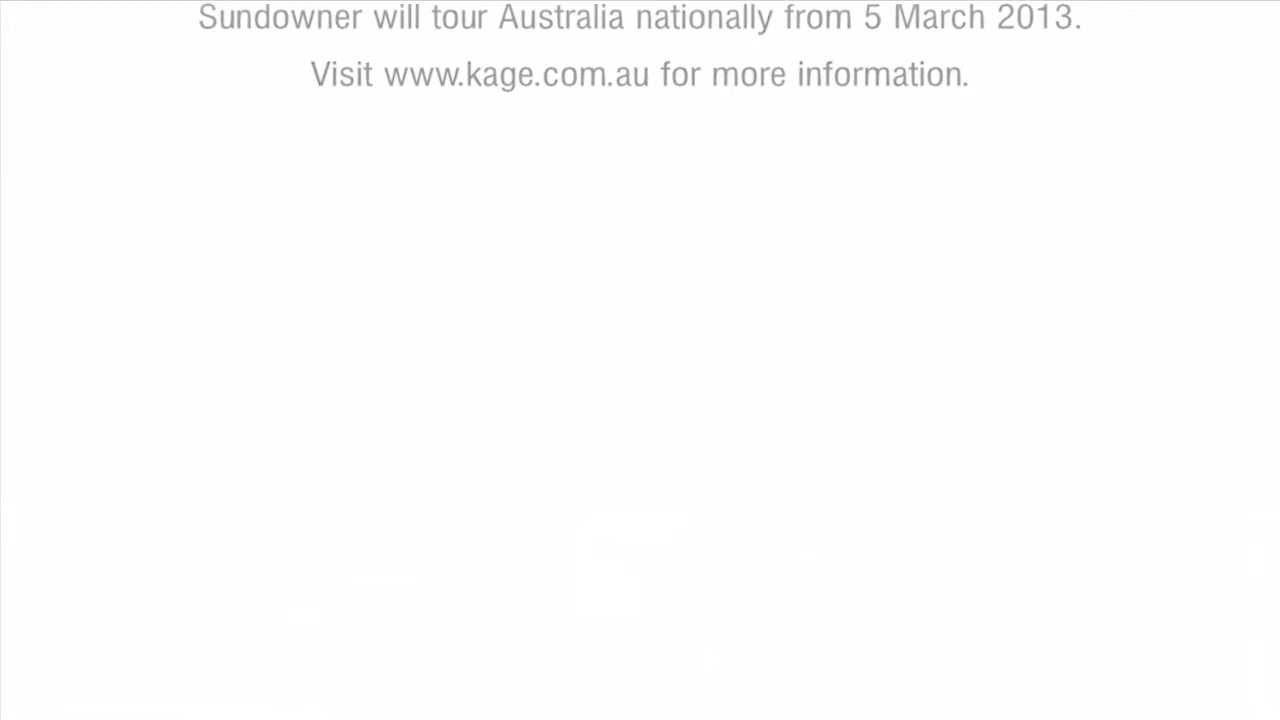 Sundowner will tour Australia nationally from 5 March 2013.
Visit www.kage.com.au for more information.